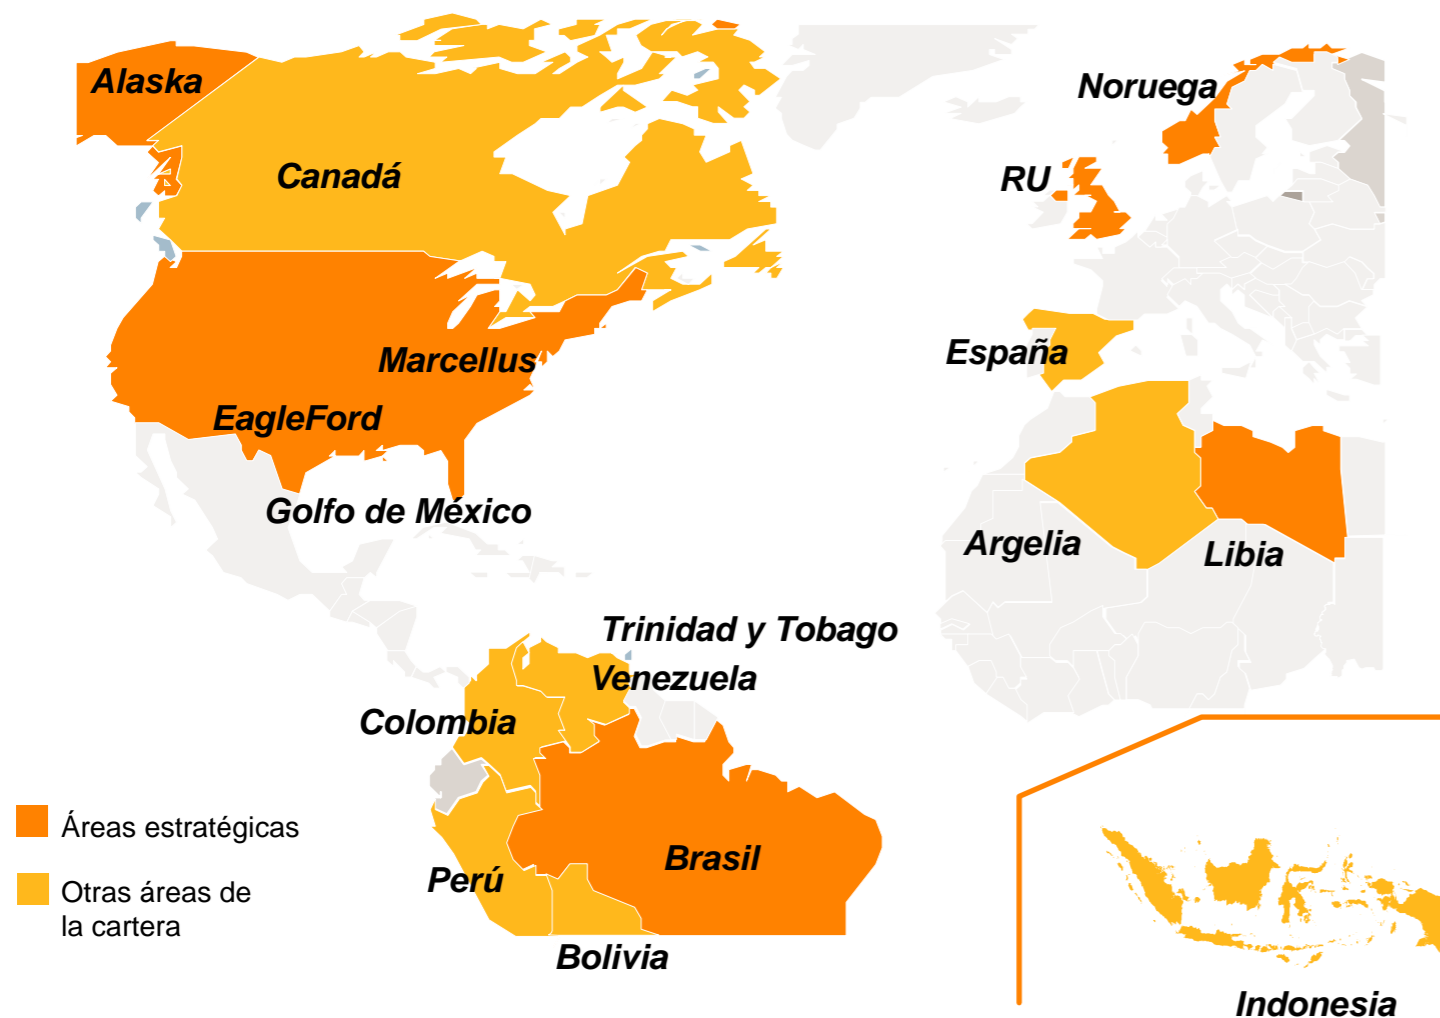 Alaska
Noruega
Canadá
RU
España
Marcellus
EagleFord
Golfo de México
Argelia
Libia
Trinidad y Tobago
Venezuela
Colombia
Áreas estratégicas
Brasil
Perú
Otras áreas de
la cartera
Bolivia
Indonesia